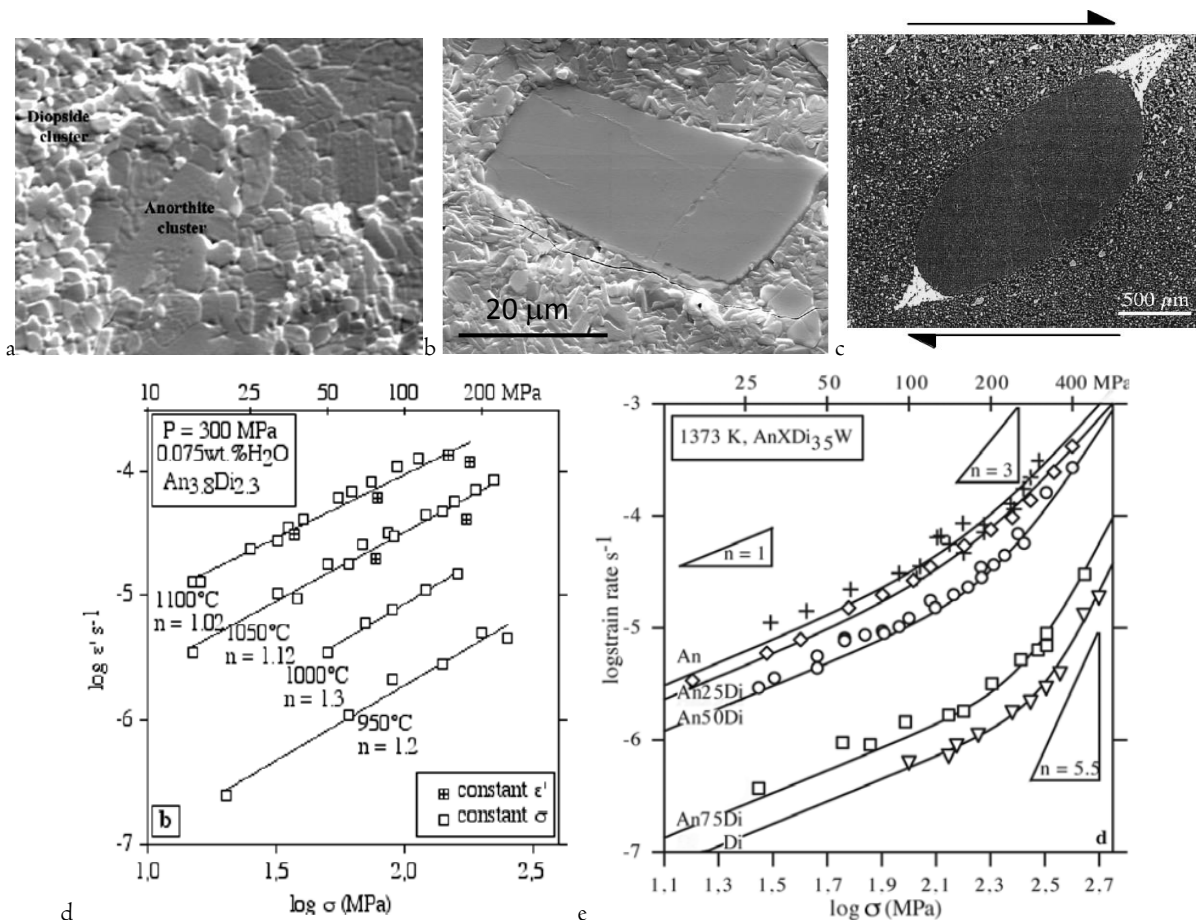 Diopside
cluster
Anorthite
cluster
a
20 µm
b
500 µm
c
10 25 50 100 200 MPa
P = 300 MPa
0.075wt.%H2O
An3.8Di2.3
-4
-5
-6
-7
log ε' s-1
1100°C
n = 1.02
1050°C
n = 1.12
1000°C
n = 1.3
950°C
n = 1.2
constant ε'
constant σ
b
1,0 1,5 2,0 2,5
log σ (MPa)
d
25 50 100 200 400 MPa
1373 K, AnXDi35W
-3
-4
-5
-6
-7
logstrain rate s-1
n = 3
n = 1
n = 5.5
An
An25Di
An50Di
An75Di
Di
d
1.1 1,3 1.5 1.7 1.9 2.1 2.3 2.5 2.7
log σ (MPa)
e